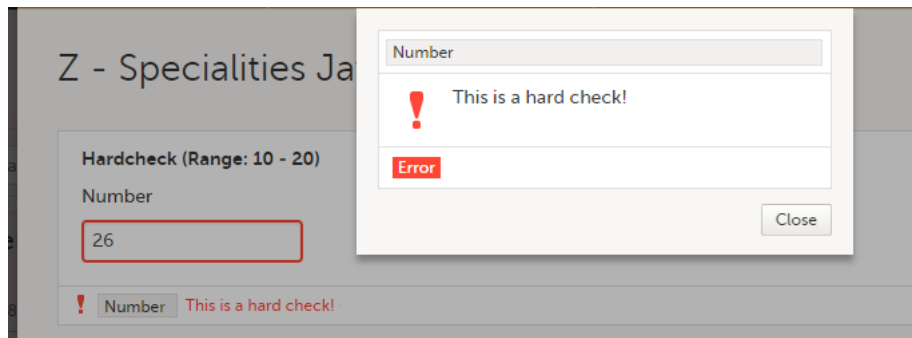 Z - Specialities Ja
Hardcheck (Range: 10 - 20)
Number
26
Number This is a hard check!
Number
This is a hard check!
Error
Close